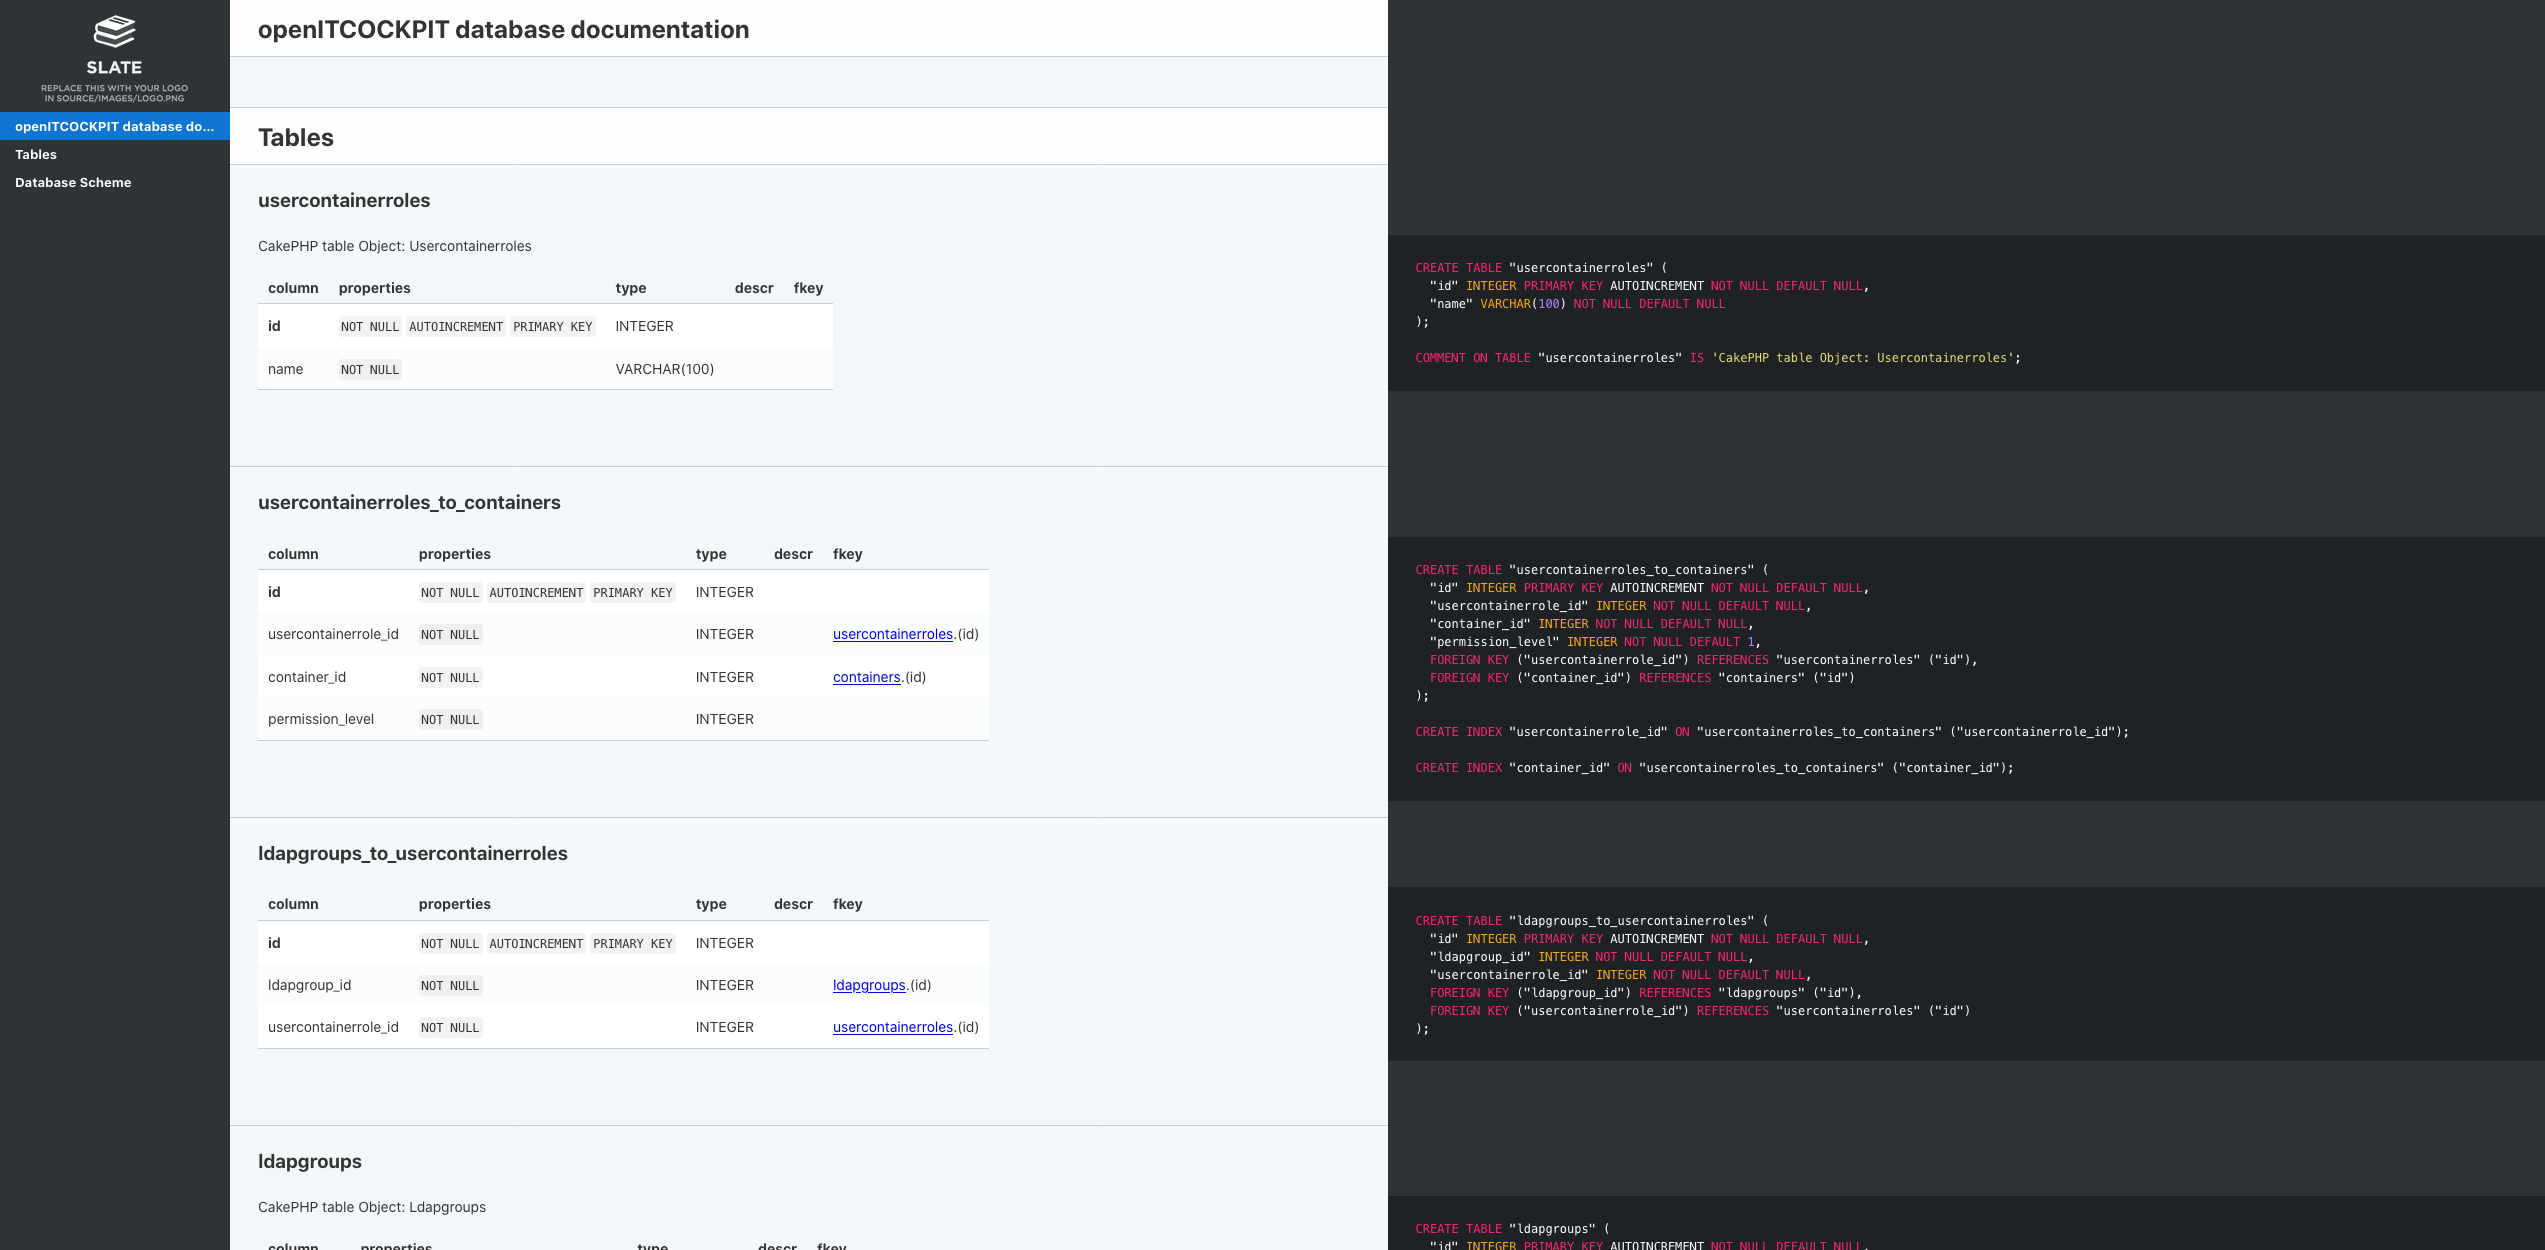 SLATE
REPLACE THIS WITH YOUR LOGO
IN SOURCE/IMAGES/LOGO.PNG
openITCOCKPIT database do...
Tables
Database Scheme
openITCOCKPIT database documentation
Tables
usercontainerroles
CakePHP table Object: Usercontainerroles
column properties type descr fkey
id NOT NULL AUTOINCREMENT PRIMARY KEY INTEGER
name NOT NULL VARCHAR(100)
CREATE TABLE "usercontainerroles" (
"id" INTEGER PRIMARY KEY AUTOINCREMENT NOT NULL DEFAULT NULL,
"name" VARCHAR(100) NOT NULL DEFAULT NULL
);
COMMENT ON TABLE "usercontainerroles" IS 'CakePHP table Object: Usercontainerroles';
usercontainerroles_to_containers
column properties type descr fkey
id NOT NULL AUTOINCREMENT PRIMARY KEY INTEGER
usercontainerrole_id NOT NULL INTEGER usercontainerroles.(id)
container_id NOT NULL INTEGER containers.(id)
permission_level NOT NULL INTEGER
CREATE TABLE "usercontainerroles_to_containers" (
"id" INTEGER PRIMARY KEY AUTOINCREMENT NOT NULL DEFAULT NULL,
"usercontainerrole_id" INTEGER NOT NULL DEFAULT NULL,
"container_id" INTEGER NOT NULL DEFAULT NULL,
"permission_level" INTEGER NOT NULL DEFAULT 1,
FOREIGN KEY ("usercontainerrole_id") REFERENCES "usercontainerroles" ("id"),
FOREIGN KEY ("container_id") REFERENCES "containers" ("id")
);
CREATE INDEX "usercontainerrole_id" ON "usercontainerroles_to_containers" ("usercontainerrole_id");
CREATE INDEX "container_id" ON "usercontainerroles_to_containers" ("container_id");
ldapgroups_to_usercontainerroles
column properties type descr fkey
id NOT NULL AUTOINCREMENT PRIMARY KEY INTEGER
ldapgroup_id NOT NULL INTEGER ldapgroups.(id)
usercontainerrole_id NOT NULL INTEGER usercontainerroles.(id)
CREATE TABLE "ldapgroups_to_usercontainerroles" (
"id" INTEGER PRIMARY KEY AUTOINCREMENT NOT NULL DEFAULT NULL,
"ldapgroup_id" INTEGER NOT NULL DEFAULT NULL,
"usercontainerrole_id" INTEGER NOT NULL DEFAULT NULL,
FOREIGN KEY ("ldapgroup_id") REFERENCES "ldapgroups" ("id"),
FOREIGN KEY ("usercontainerrole_id") REFERENCES "usercontainerroles" ("id")
);
ldapgroups
CakePHP table Object: Ldapgroups
column properties type descr fkey
CREATE TABLE "ldapgroups" (
"id" INTEGER PRIMARY KEY AUTOINCREMENT NOT NULL DEFAULT NULL,